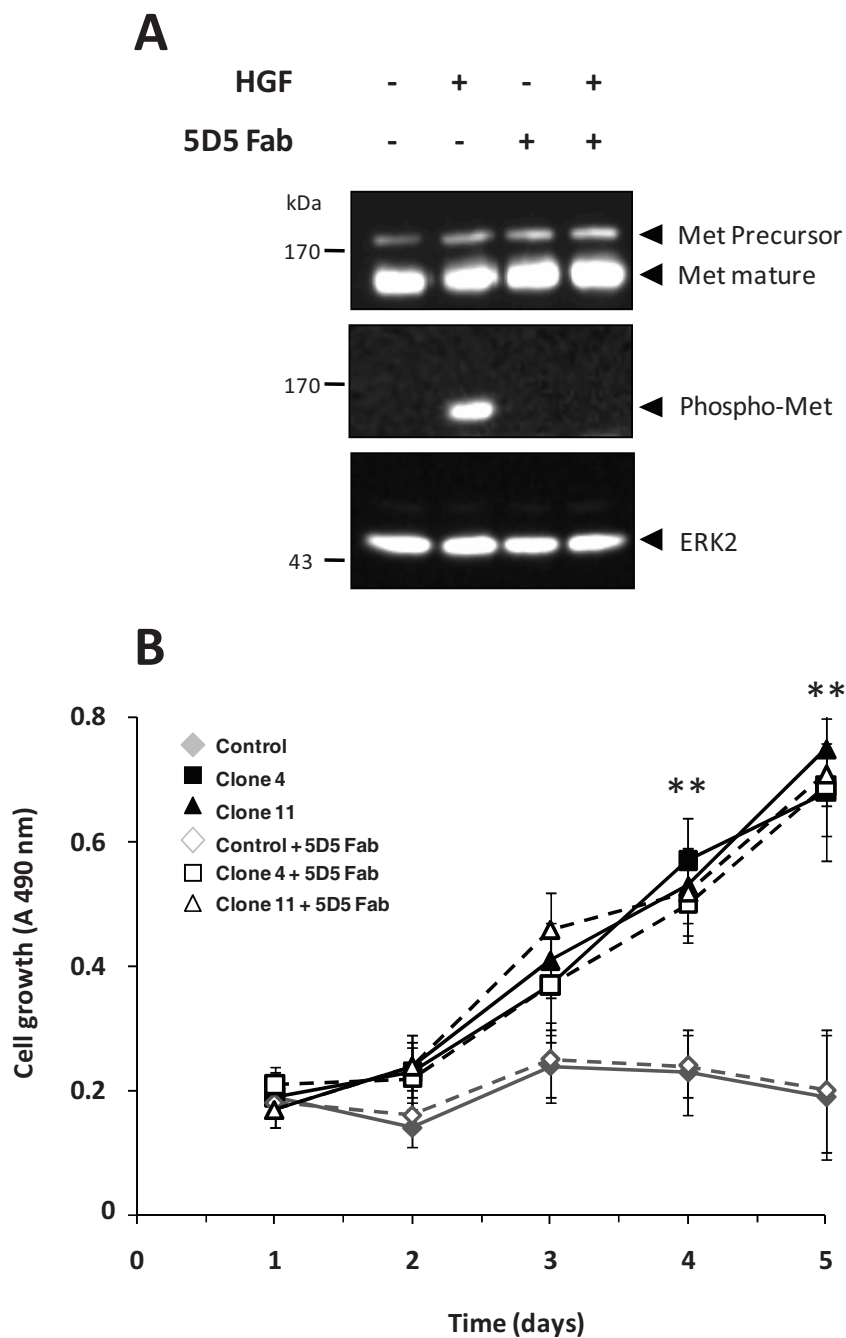 A
HGF - + - +
5D5 Fab - - + +
kDa
170
Met Precursor
Met mature
170
Phospho-Met
43
ERK2
B
**
**
0.8
0.6
0.4
0.2
0
Cell growth (A 490 nm)
Control
Clone 4
Clone 11
Control + 5D5 Fab
Clone 4 + 5D5 Fab
Clone 11 + 5D5 Fab
0 1 2 3 4 5
Time (days)